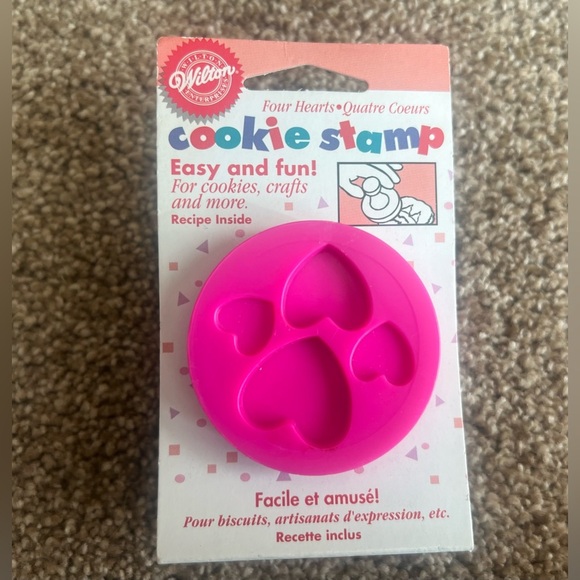 WILTON
Wilton
ENTERPRISES
Four Hearts•Quatre Coeurs
cookie stamp
Easy and fun!
For cookies, crafts
and more.
Recipe Inside
Facile et amusé!
Pour biscuits, artisanats d'expression, etc.
Recette inclus